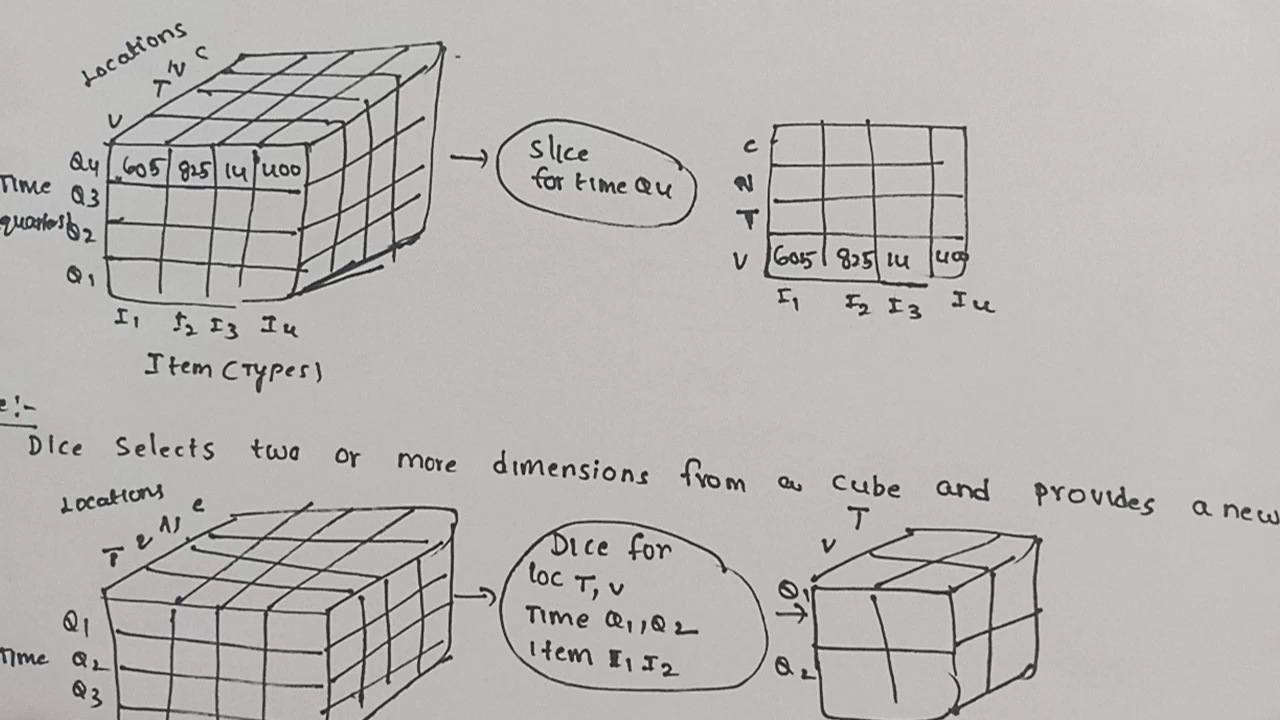 Locations
V T N C
Time
quarters
Q4 605 825 14 400
Q3
Q2
Q1
I1 I2 I3 I4
Item (Types)
Slice
for time Q4
C
N
T
V 605 825 14 400
I1 I2 I3 I4
e:-
Dice selects two or more dimensions from a cube and provides a new
Locations
T V N c
Time
Q1
Q2
Q3
Dice for
loc T, V
Time Q1, Q2
Item I1 I2
V T
Q1
Q2